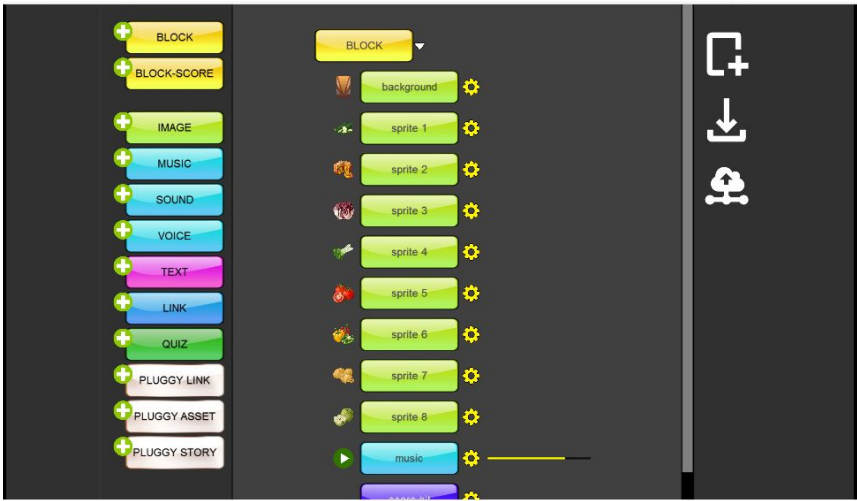 BLOCK
BLOCK-SCORE
IMAGE
MUSIC
SOUND
VOICE
TEXT
LINK
QUIZ
PLUGGY LINK
PLUGGY ASSET
PLUGGY STORY
BLOCK
background
sprite 1
sprite 2
sprite 3
sprite 4
sprite 5
sprite 6
sprite 7
sprite 8
music